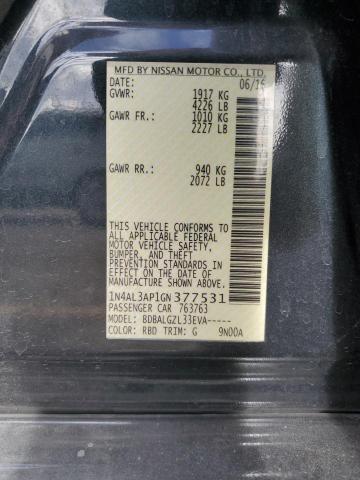 MFD BY NISSAN MOTOR CO., LTD.
DATE: 06/16
GVWR: 1917 KG
4226 LB
GAWR FR.: 1010 KG
2227 LB
GAWR RR.: 940 KG
2072 LB
THIS VEHICLE CONFORMS TO
ALL APPLICABLE FEDERAL
MOTOR VEHICLE SAFETY,
BUMPER, AND THEFT
PREVENTION STANDARDS IN
EFFECT ON THE DATE OF
MANUFACTURE SHOWN ABOVE.
1N4AL3AP1GN377531
PASSENGER CAR 763763
MODEL: BDBALGZL33EVA-----
COLOR: RBD TRIM: G 9N00A